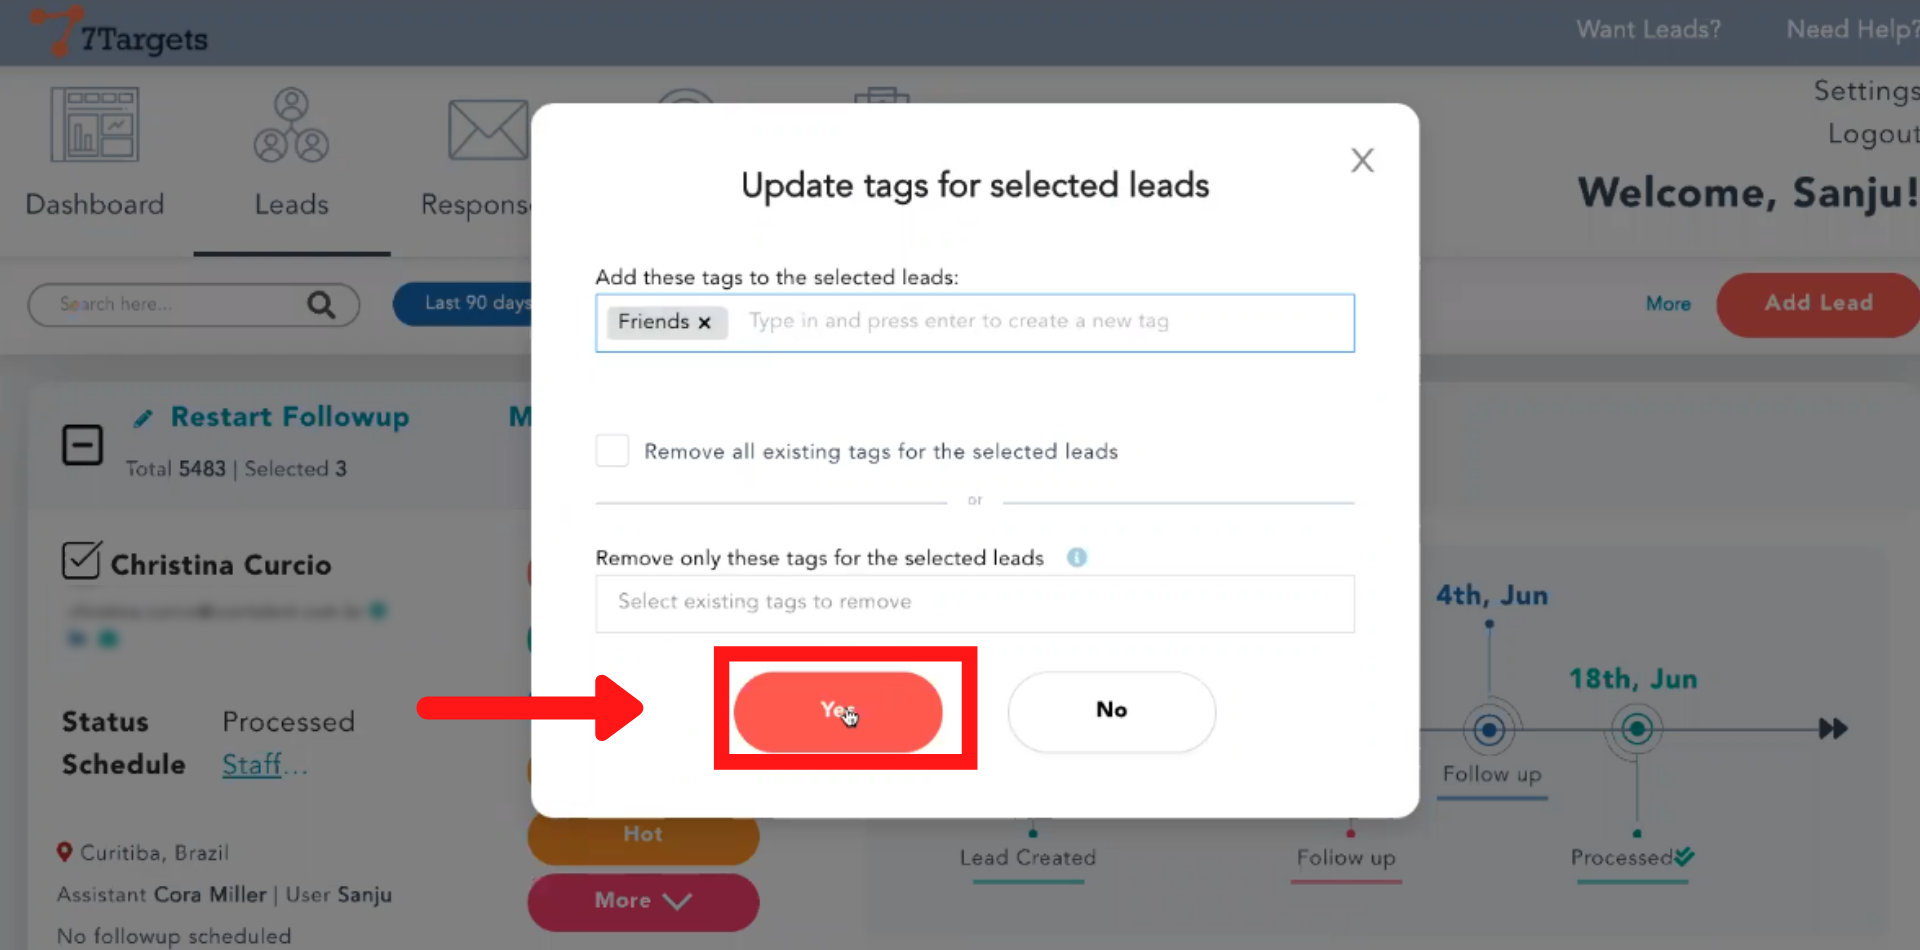 7Targets
Want Leads?
Need Help?
Settings
Logout
Welcome, Sanju!
Dashboard
Leads
Respons
Search here...
Last 90 days
More
Add Lead
Restart Followup
M
Total 5483 | Selected 3
Christina Curcio
Status Processed
Schedule Staff...
Curitiba, Brazil
Assistant Cora Miller | User Sanju
No followup scheduled
Hot
More
Update tags for selected leads
X
Add these tags to the selected leads:
Friends x Type in and press enter to create a new tag
Remove all existing tags for the selected leads
or
Remove only these tags for the selected leads
Select existing tags to remove
Yes
No
4th, Jun
18th, Jun
Follow up
Lead Created
Follow up
Processed